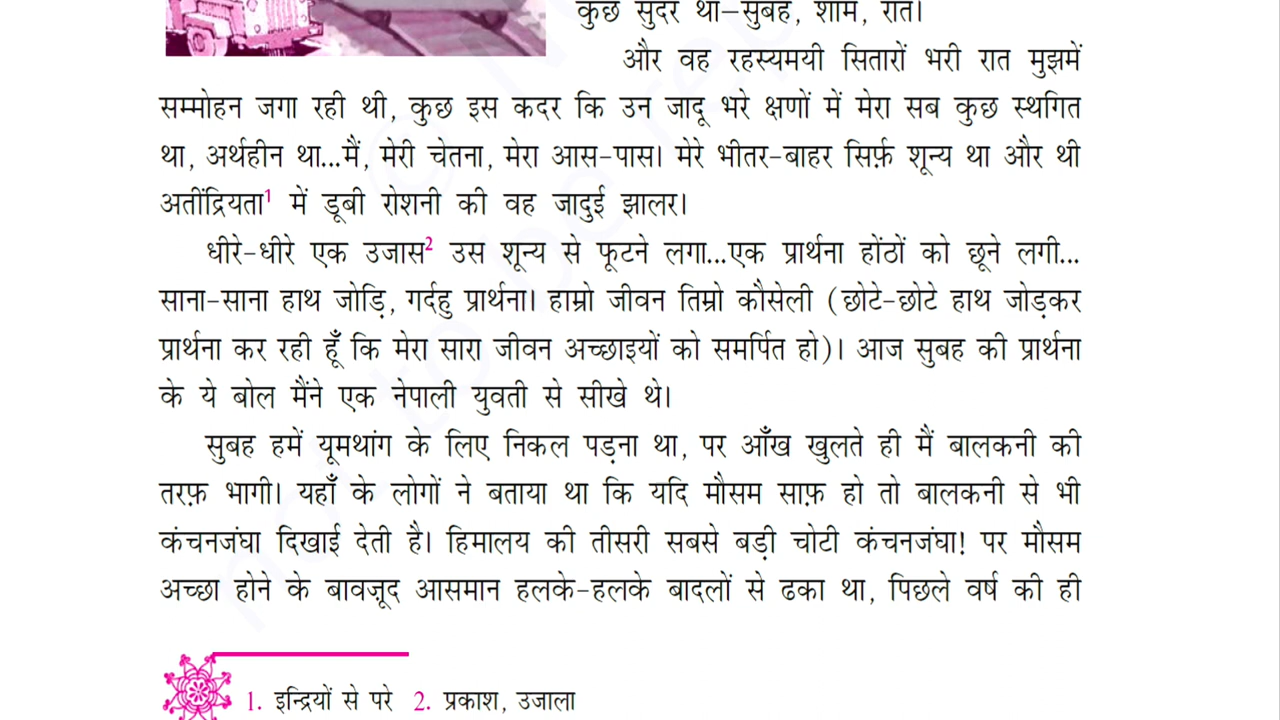 कुछ सुंदर था—सुबह, शाम, रात।
और वह रहस्यमयी सितारों भरी रात मुझमें
सम्मोहन जगा रही थी, कुछ इस कदर कि उन जादू भरे क्षणों में मेरा सब कुछ स्थगित
था, अर्थहीन था...मैं, मेरी चेतना, मेरा आस-पास। मेरे भीतर-बाहर सिर्फ़ शून्य था और थी
अतींद्रियता1 में डूबी रोशनी की वह जादुई झालर।
धीरे-धीरे एक उजास2 उस शून्य से फूटने लगा...एक प्रार्थना होंठों को छूने लगी...
साना-साना हाथ जोड़ि, गर्दहु प्रार्थना। हाम्रो जीवन तिम्रो कौसेली (छोटे-छोटे हाथ जोड़कर
प्रार्थना कर रही हूँ कि मेरा सारा जीवन अच्छाइयों को समर्पित हो)। आज सुबह की प्रार्थना
के ये बोल मैंने एक नेपाली युवती से सीखे थे।
सुबह हमें यूमथांग के लिए निकल पड़ना था, पर आँख खुलते ही मैं बालकनी की
तरफ़ भागी। यहाँ के लोगों ने बताया था कि यदि मौसम साफ़ हो तो बालकनी से भी
कंचनजंघा दिखाई देती है। हिमालय की तीसरी सबसे बड़ी चोटी कंचनजंघा! पर मौसम
अच्छा होने के बावजूद आसमान हलके-हलके बादलों से ढका था, पिछले वर्ष की ही
1. इन्द्रियों से परे 2. प्रकाश, उजाला